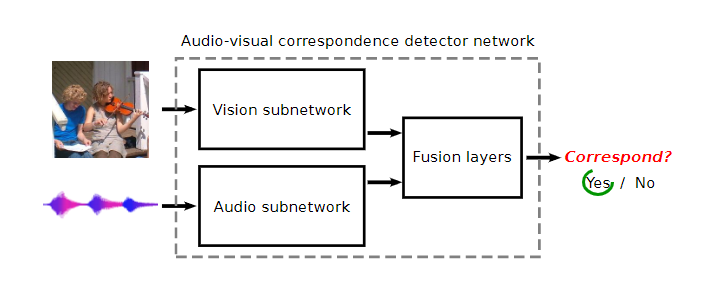 Audio-visual correspondence detector network
Vision subnetwork
Fusion layers
Correspond?
Yes / No
Audio subnetwork